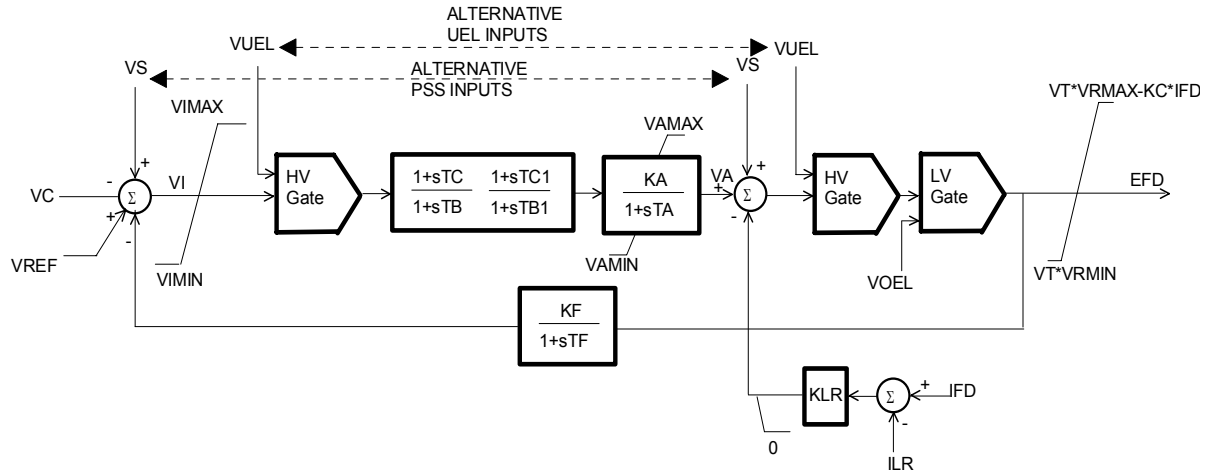 ALTERNATIVE
UEL INPUTS
VUEL
VUEL
VS
ALTERNATIVE
PSS INPUTS
VS
VIMAX
VAMAX
VT*VRMAX-KC*IFD
HV
Gate
1+sTC
1+sTB
1+sTC1
1+sTB1
KA
1+sTA
VA
+
HV
Gate
LV
Gate
EFD
VC
-
+
+
-
Σ
VI
+
-
Σ
VREF
VIMIN
VAMIN
VOEL
VT*VRMIN
KF
1+sTF
KLR
Σ
+
-
IFD
0
ILR